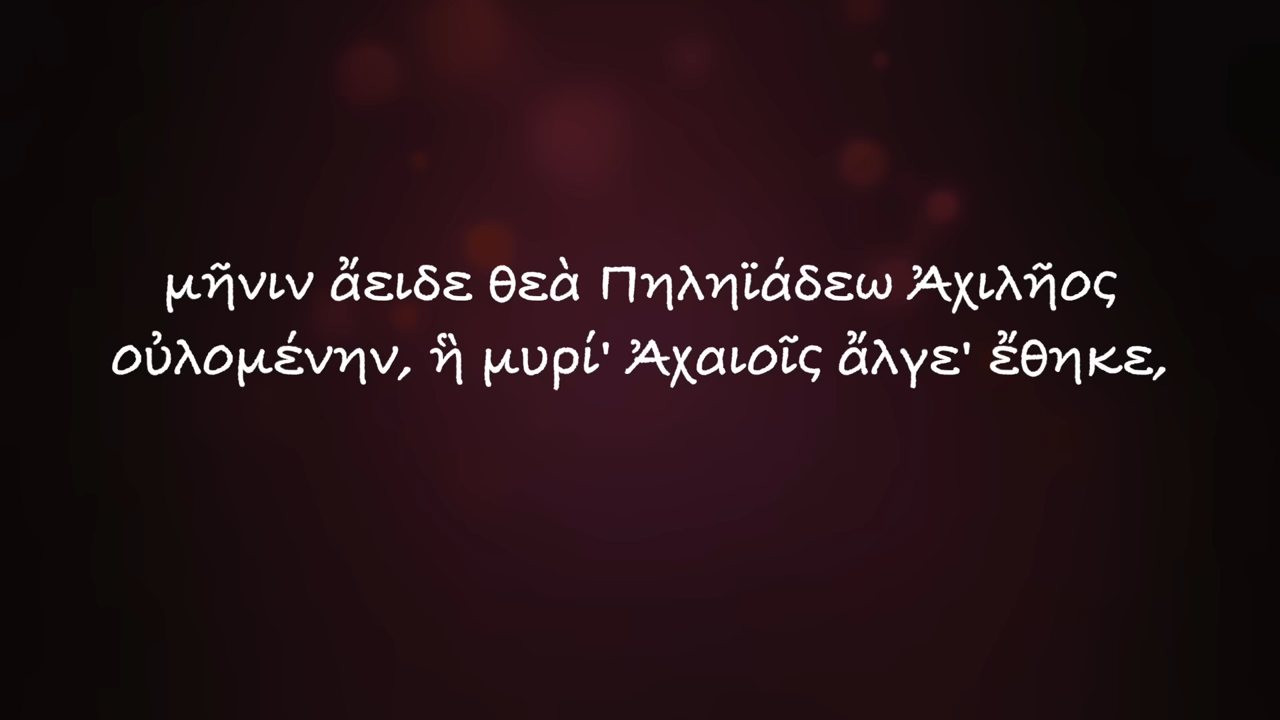 μῆνιν ἄειδε θεὰ Πηληϊάδεω Ἀχιλῆος
οὐλομένην, ἣ μυρί' Ἀχαιοῖς ἄλγε' ἔθηκε,